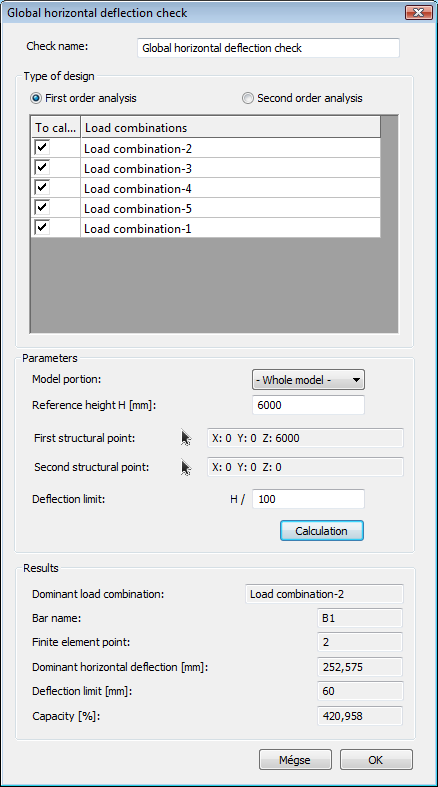 Global horizontal deflection check
Check name: Global horizontal deflection check
Type of design
First order analysis Second order analysis
To cal... Load combinations
Load combination-2
Load combination-3
Load combination-4
Load combination-5
Load combination-1
Parameters
Model portion: - Whole model -
Reference height H [mm]: 6000
First structural point: X: 0 Y: 0 Z: 6000
Second structural point: X: 0 Y: 0 Z: 0
Deflection limit: H / 100
Calculation
Results
Dominant load combination: Load combination-2
Bar name: B1
Finite element point: 2
Dominant horizontal deflection [mm]: 252,575
Deflection limit [mm]: 60
Capacity [%]: 420,958
Mégse OK